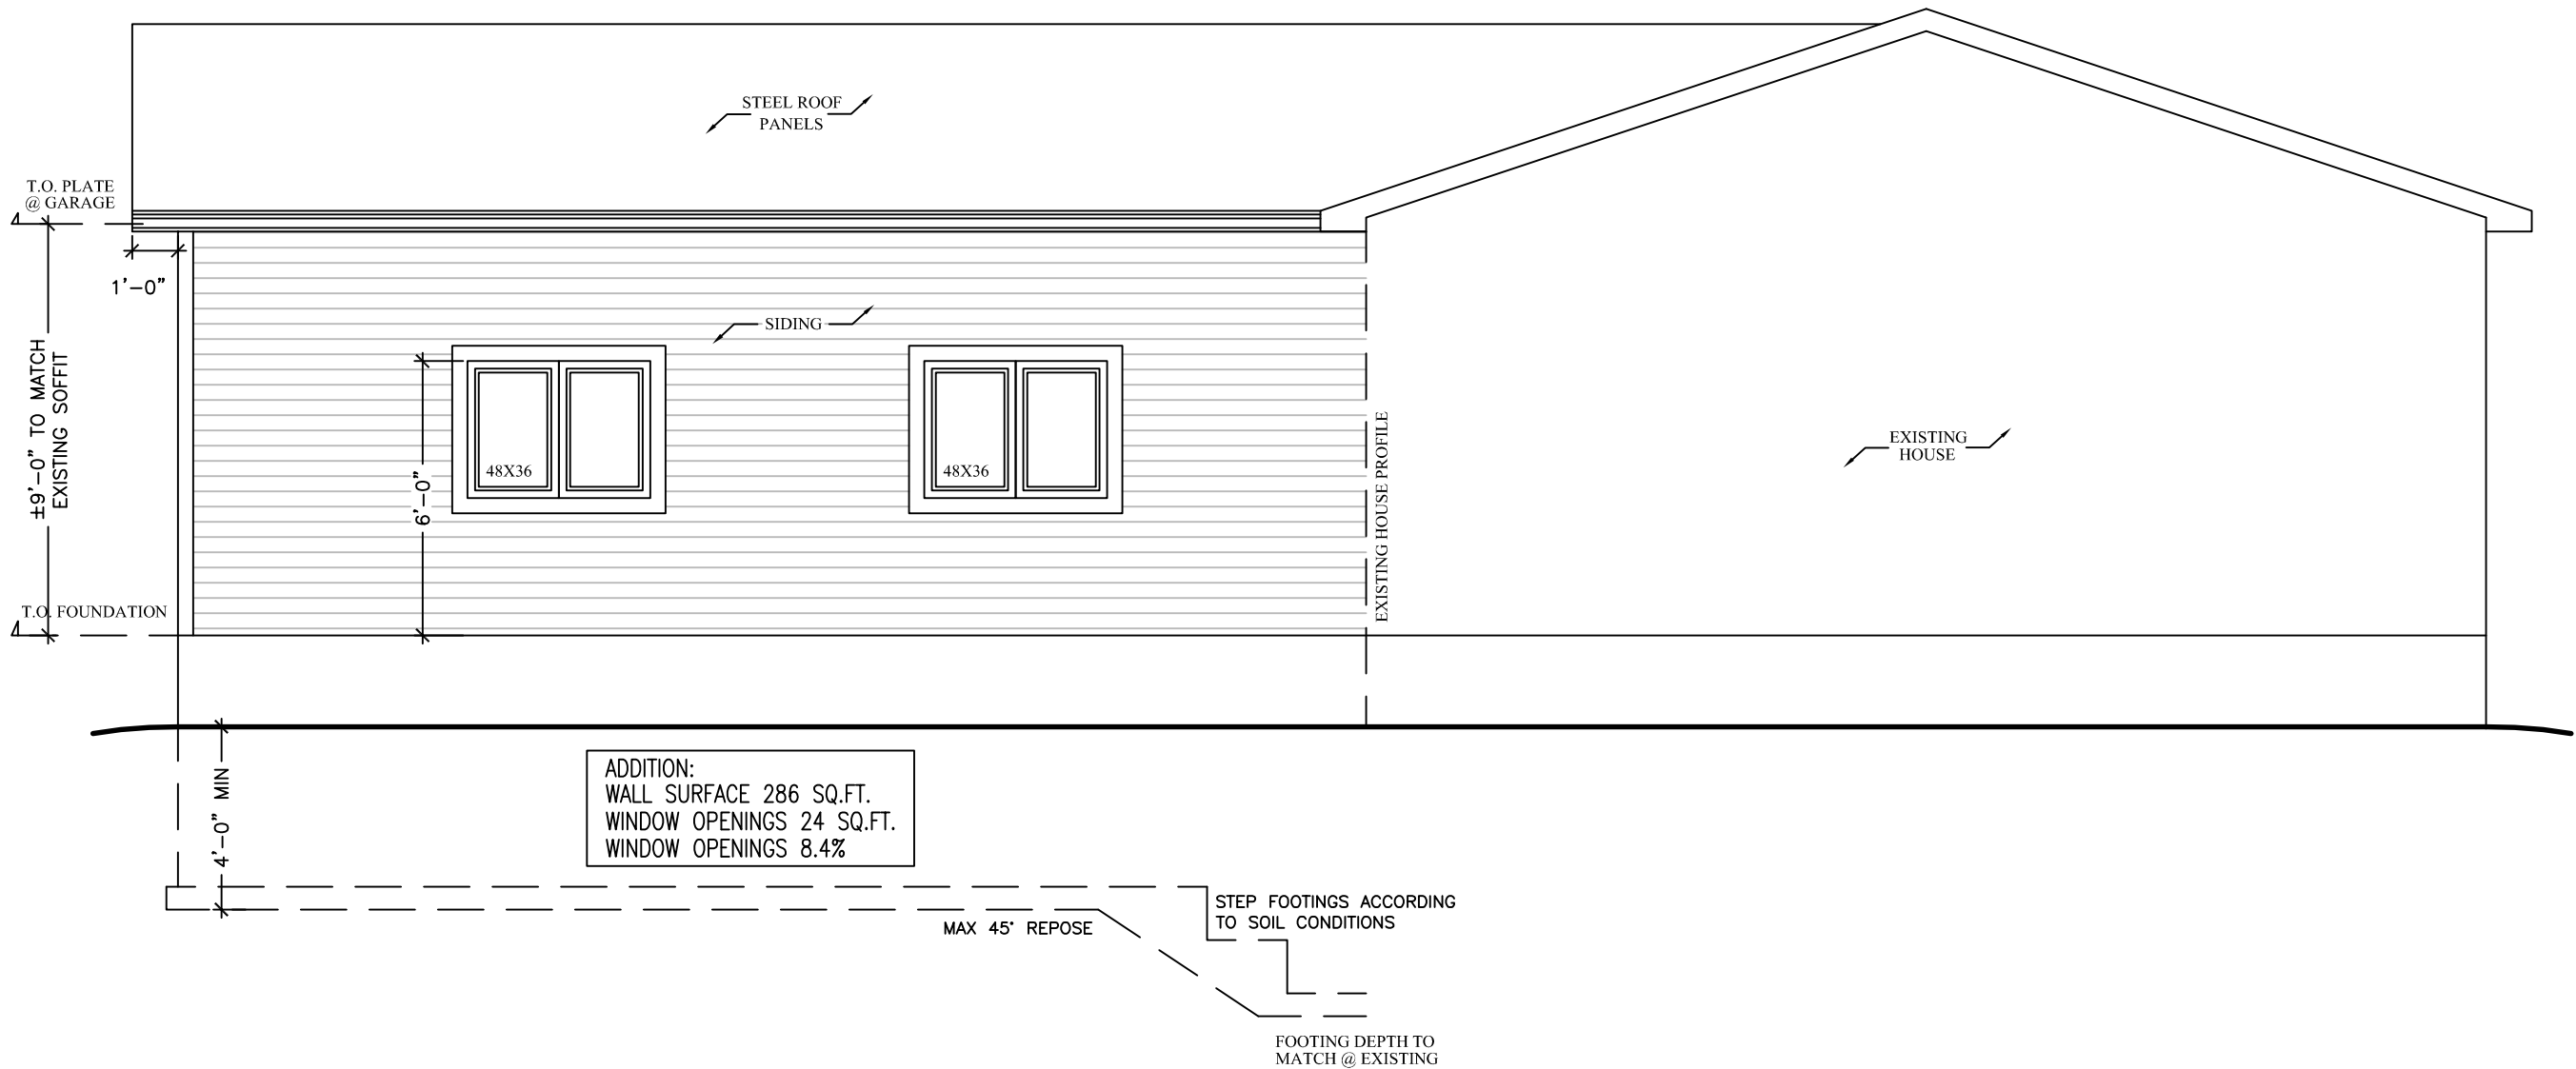 STEEL ROOF
PANELS
T.O. PLATE
@ GARAGE
1'-0"
±9'-0" TO MATCH
EXISTING SOFFIT
SIDING
6'-0"
48X36
48X36
EXISTING HOUSE PROFILE
EXISTING
HOUSE
T.O. FOUNDATION
4'-0" MIN
ADDITION:
WALL SURFACE 286 SQ.FT.
WINDOW OPENINGS 24 SQ.FT.
WINDOW OPENINGS 8.4%
STEP FOOTINGS ACCORDING
TO SOIL CONDITIONS
MAX 45° REPOSE
FOOTING DEPTH TO
MATCH @ EXISTING